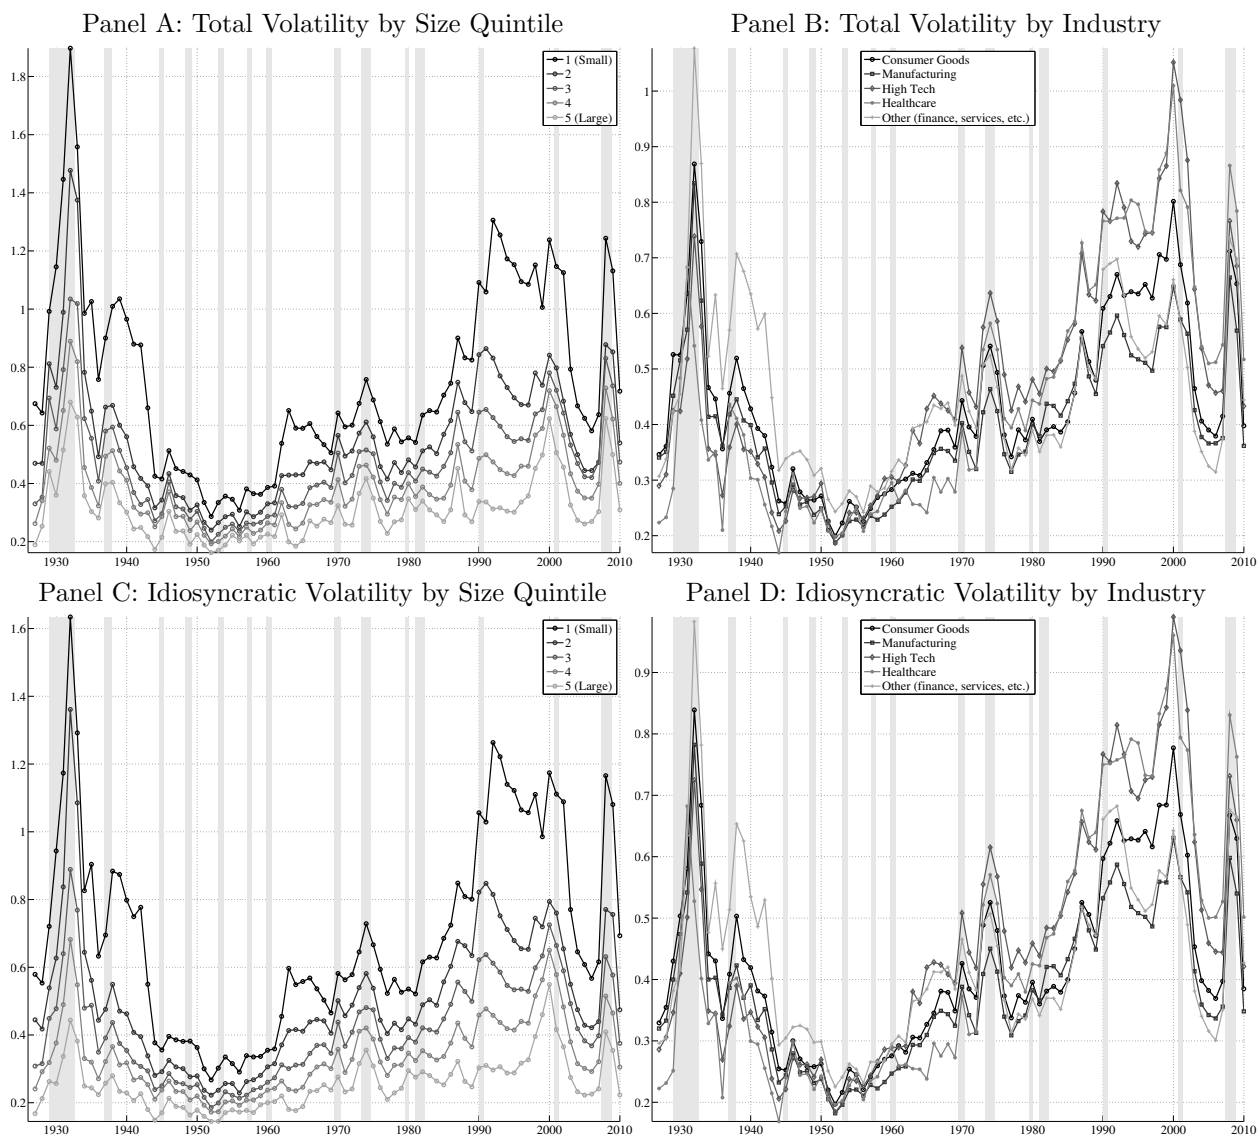 Panel A: Total Volatility by Size Quintile
1.8
1.6
1.4
1.2
1
0.8
0.6
0.4
0.2
1930 1940 1950 1960 1970 1980 1990 2000 2010
1 (Small)
2
3
4
5 (Large)
Panel B: Total Volatility by Industry
1
0.9
0.8
0.7
0.6
0.5
0.4
0.3
0.2
1930 1940 1950 1960 1970 1980 1990 2000 2010
Consumer Goods
Manufacturing
High Tech
Healthcare
Other (finance, services, etc.)
Panel C: Idiosyncratic Volatility by Size Quintile
1.6
1.4
1.2
1
0.8
0.6
0.4
0.2
1930 1940 1950 1960 1970 1980 1990 2000 2010
1 (Small)
2
3
4
5 (Large)
Panel D: Idiosyncratic Volatility by Industry
0.9
0.8
0.7
0.6
0.5
0.4
0.3
0.2
1930 1940 1950 1960 1970 1980 1990 2000 2010
Consumer Goods
Manufacturing
High Tech
Healthcare
Other (finance, services, etc.)